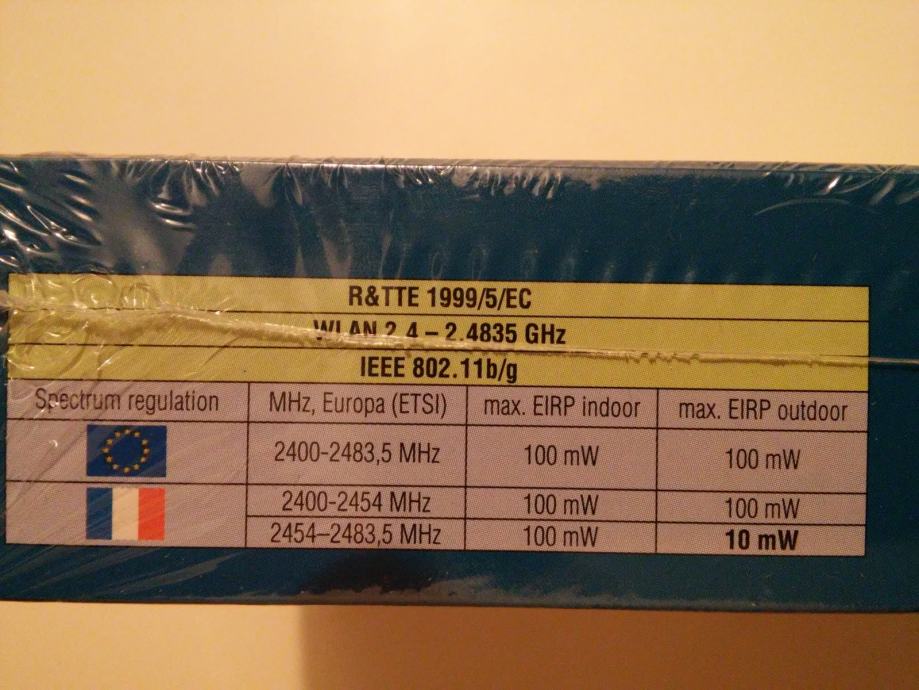 R&TTE 1999/5/EC
WLAN 2.4 – 2.4835 GHz
IEEE 802.11b/g
Spectrum regulation MHz, Europa (ETSI) max. EIRP indoor max. EIRP outdoor
2400-2483,5 MHz 100 mW 100 mW
2400-2454 MHz 100 mW 100 mW
2454–2483,5 MHz 100 mW 10 mW